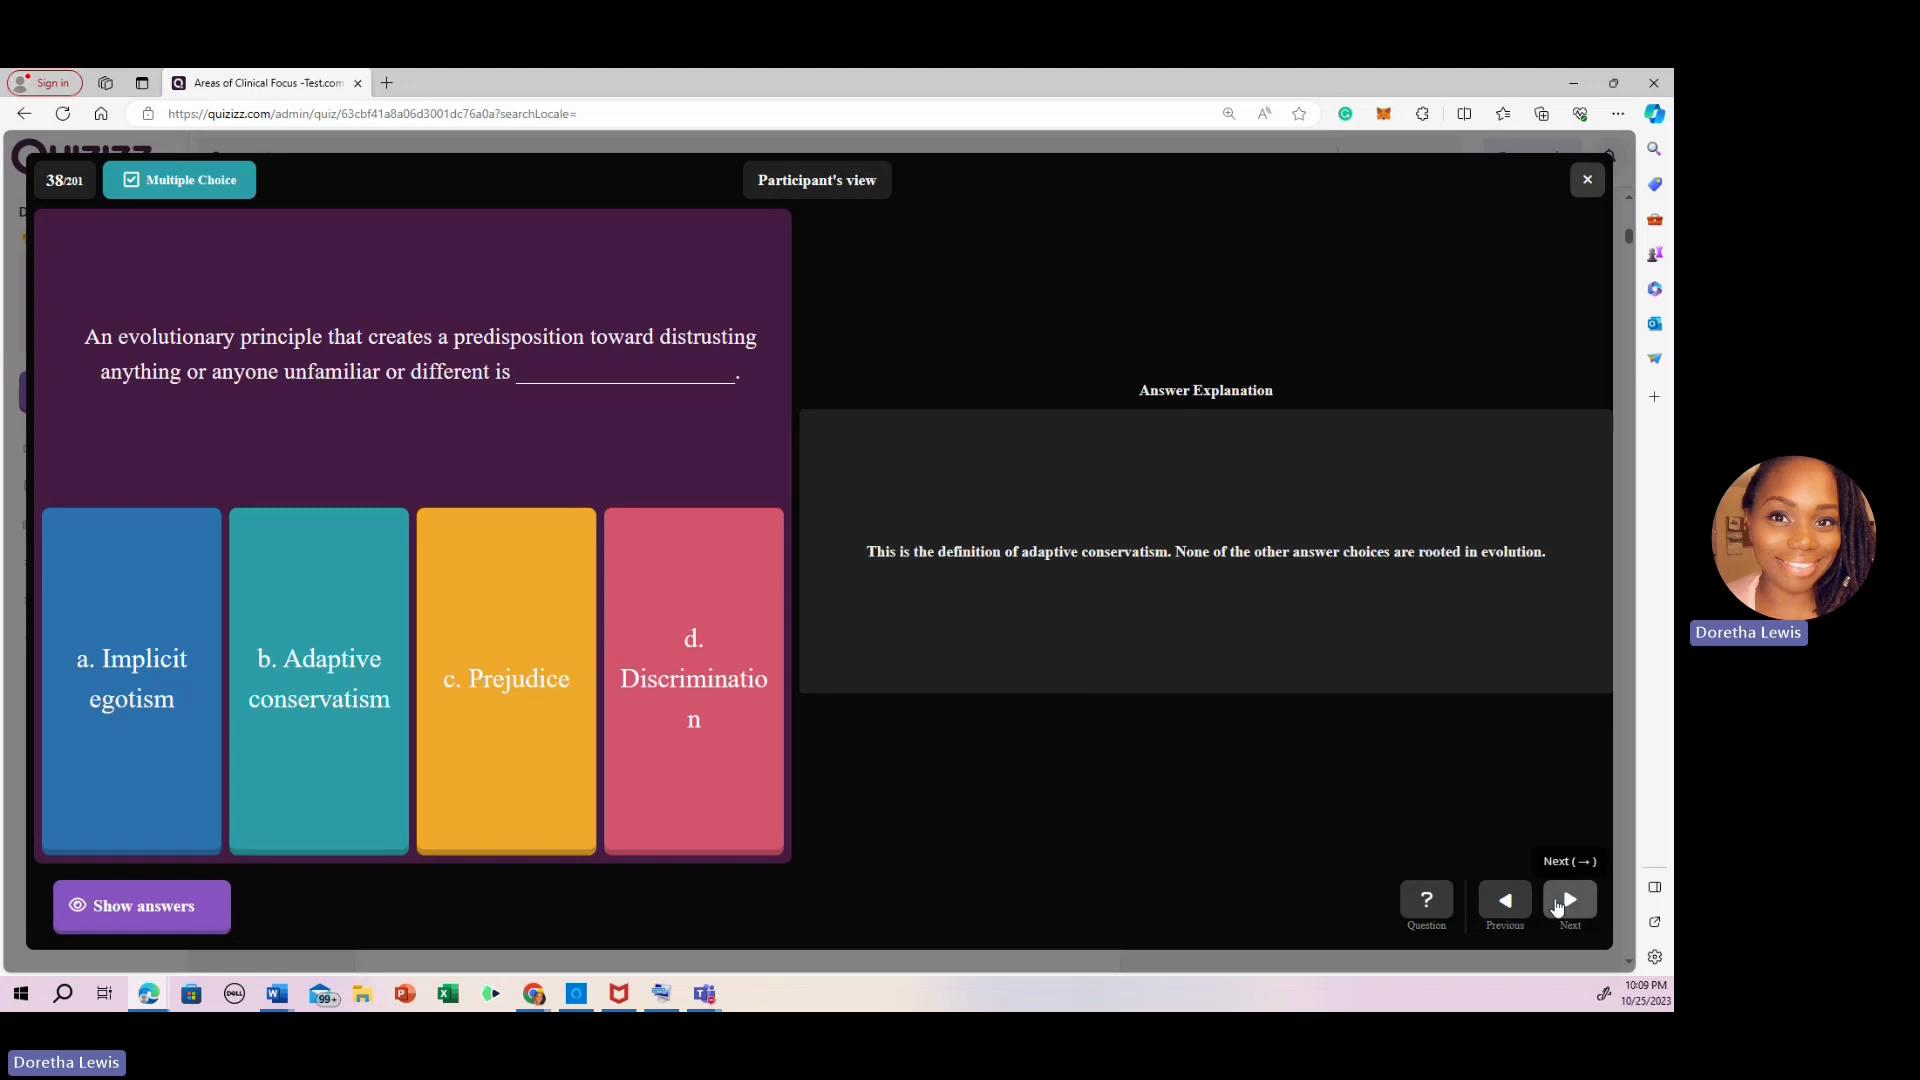 Sign in
Areas of Clinical Focus -Test.com
https://quizizz.com/admin/quiz/63cbf41a8a06d3001dc76a0a?searchLocale=
38/201
Multiple Choice
Participant's view
An evolutionary principle that creates a predisposition toward distrusting
anything or anyone unfamiliar or different is ____________________.
a. Implicit
egotism
b. Adaptive
conservatism
c. Prejudice
d.
Discriminatio
n
Answer Explanation
This is the definition of adaptive conservatism. None of the other answer choices are rooted in evolution.
Show answers
Next (→)
?
Question
Previous
Next
Doretha Lewis
DELL
99+
10:09 PM
10/25/2023
Doretha Lewis